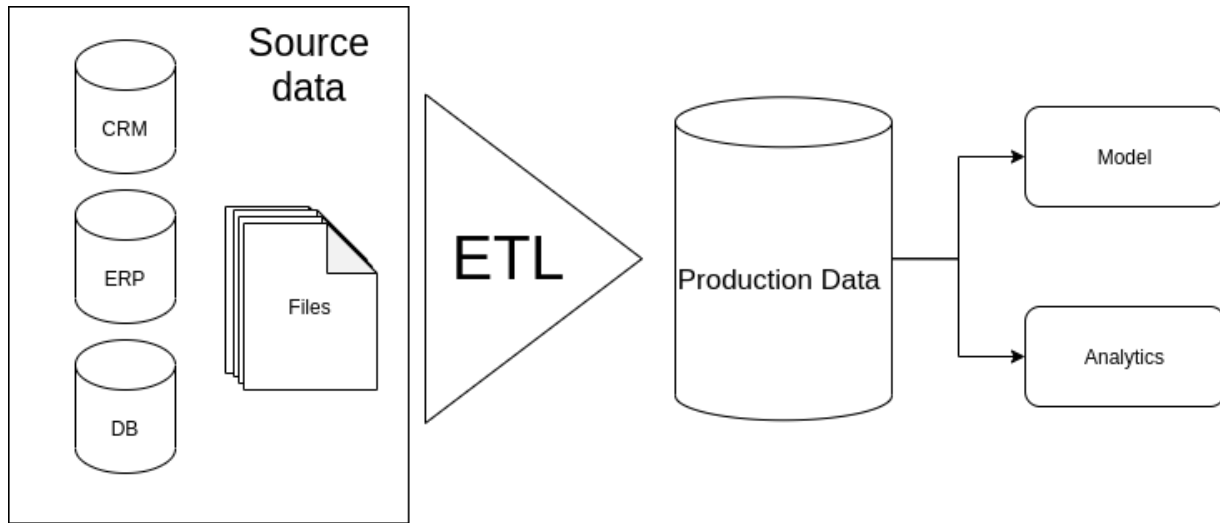 Source
data
CRM
ERP
Files
DB
ETL
Production Data
Model
Analytics